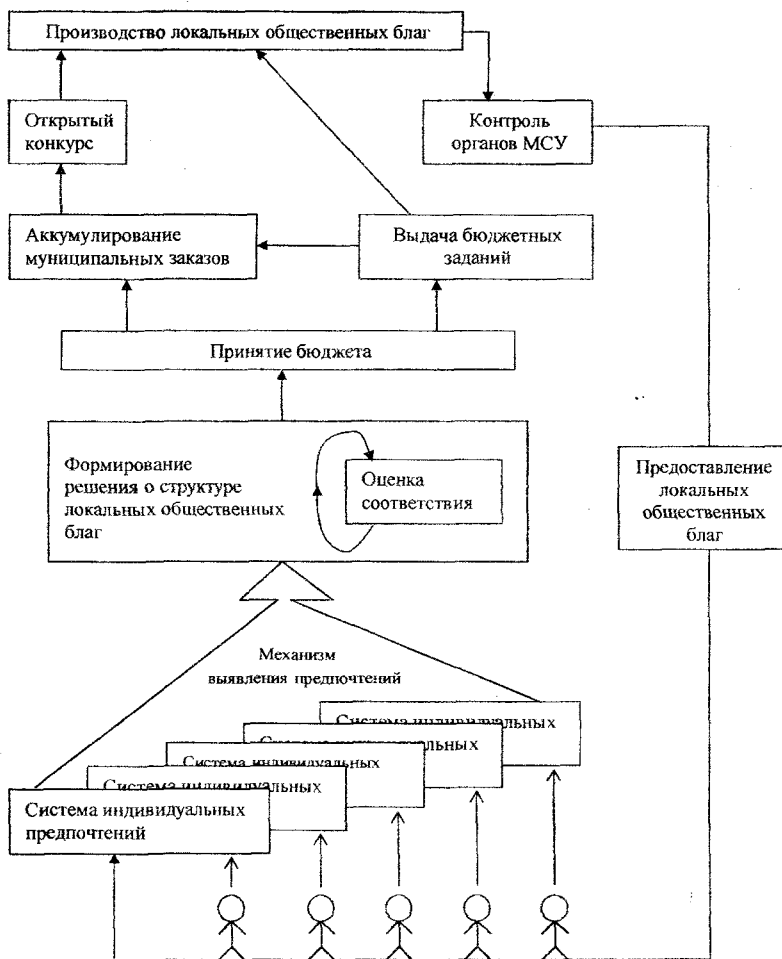 Производство локальных общественных благ
Открытый
конкурс
Контроль
органов МСУ
Аккумулирование
муниципальных заказов
Выдача бюджетных
заданий
Принятие бюджета
Формирование
решения о структуре
локальных общественных
благ
Оценка
соответствия
Предоставление
локальных
общественных
благ
Механизм
выявления предпочтений
Система индивидуальных
Система индивидуальных
Система индивидуальных
Система индивидуальных
предпочтений